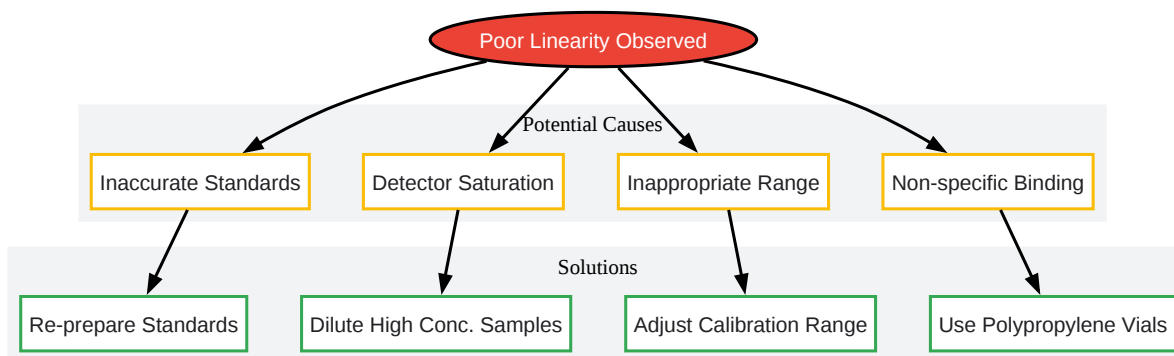 Poor Linearity Observed
Potential Causes
Inaccurate Standards
Detector Saturation
Inappropriate Range
Non-specific Binding
Solutions
Re-prepare Standards
Dilute High Conc. Samples
Adjust Calibration Range
Use Polypropylene Vials